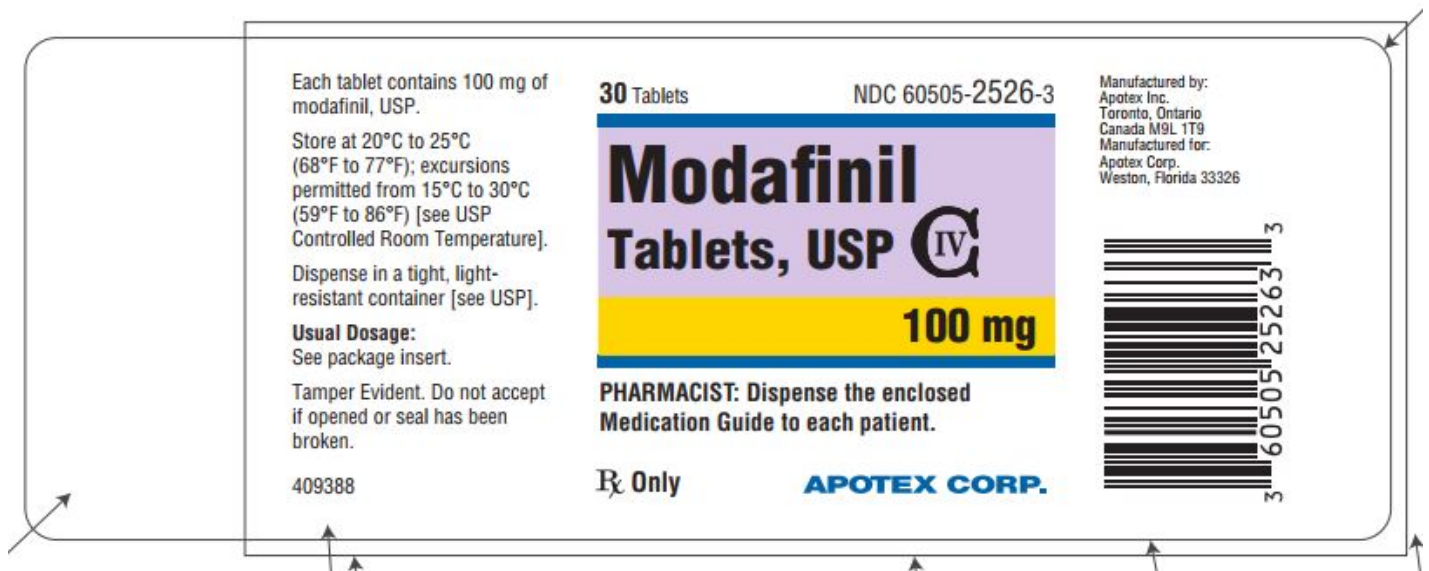 Each tablet contains 100 mg of
modafinil, USP.
Store at 20°C to 25°C
(68°F to 77°F); excursions
permitted from 15°C to 30°C
(59°F to 86°F) [see USP
Controlled Room Temperature].
Dispense in a tight, light-
resistant container [see USP].
Usual Dosage:
See package insert.
Tamper Evident. Do not accept
if opened or seal has been
broken.
409388
30 Tablets NDC 60505-2526-3
Modafinil
Tablets, USP CIV
100 mg
PHARMACIST: Dispense the enclosed
Medication Guide to each patient.
Rx Only APOTEX CORP.
Manufactured by:
Apotex Inc.
Toronto, Ontario
Canada M9L 1T9
Manufactured for:
Apotex Corp.
Weston, Florida 33326
3 60505 25263 3